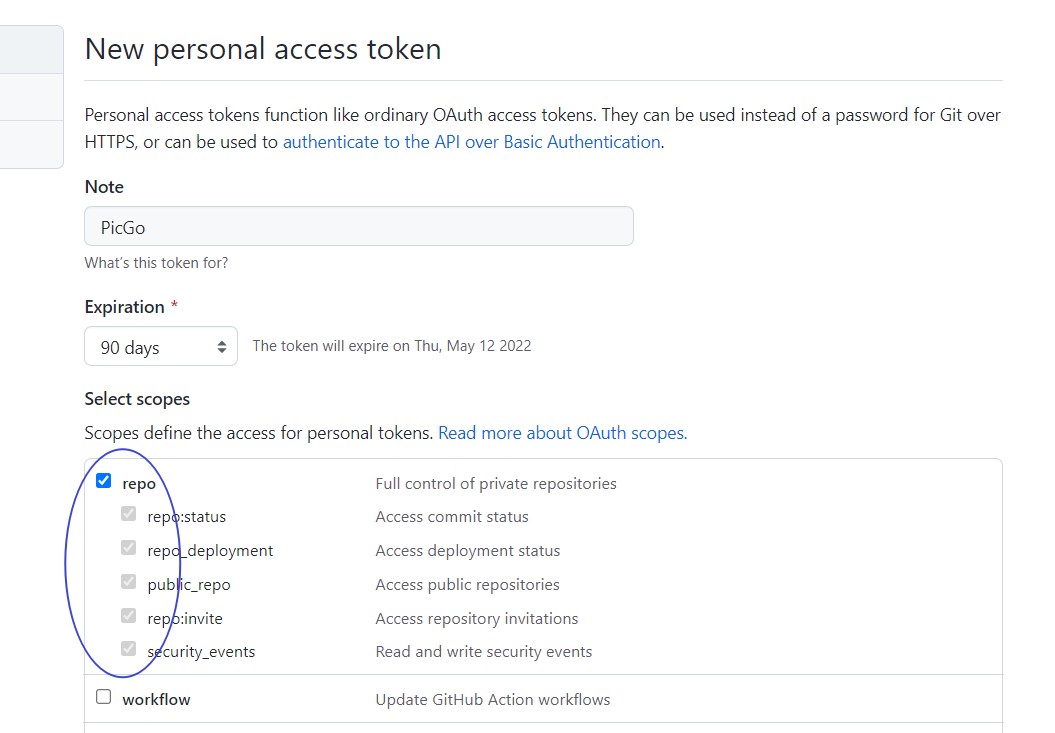 New personal access token
Personal access tokens function like ordinary OAuth access tokens. They can be used instead of a password for Git over
HTTPS, or can be used to authenticate to the API over Basic Authentication.
Note
PicGo
What's this token for?
Expiration *
90 days The token will expire on Thu, May 12 2022
Select scopes
Scopes define the access for personal tokens. Read more about OAuth scopes.
repo Full control of private repositories
repo:status Access commit status
repo_deployment Access deployment status
public_repo Access public repositories
repo:invite Access repository invitations
security_events Read and write security events
workflow Update GitHub Action workflows